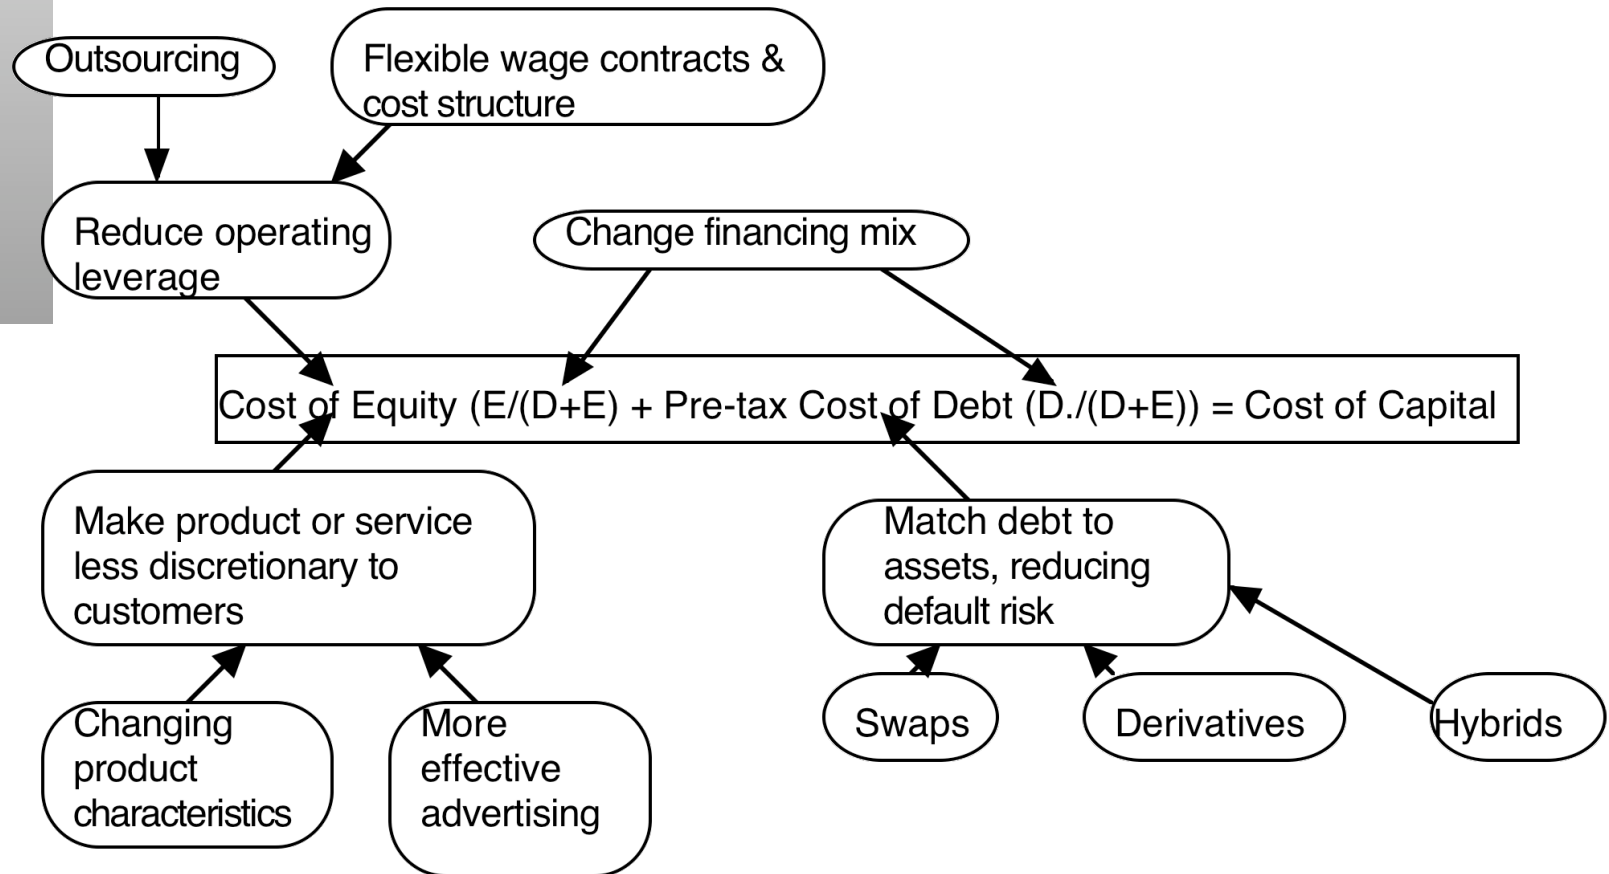 Outsourcing
Flexible wage contracts &
cost structure
Reduce operating
leverage
Change financing mix
Cost of Equity (E/(D+E) + Pre-tax Cost of Debt (D./(D+E)) = Cost of Capital
Make product or service
less discretionary to
customers
Match debt to
assets, reducing
default risk
Changing
product
characteristics
More
effective
advertising
Swaps
Derivatives
Hybrids